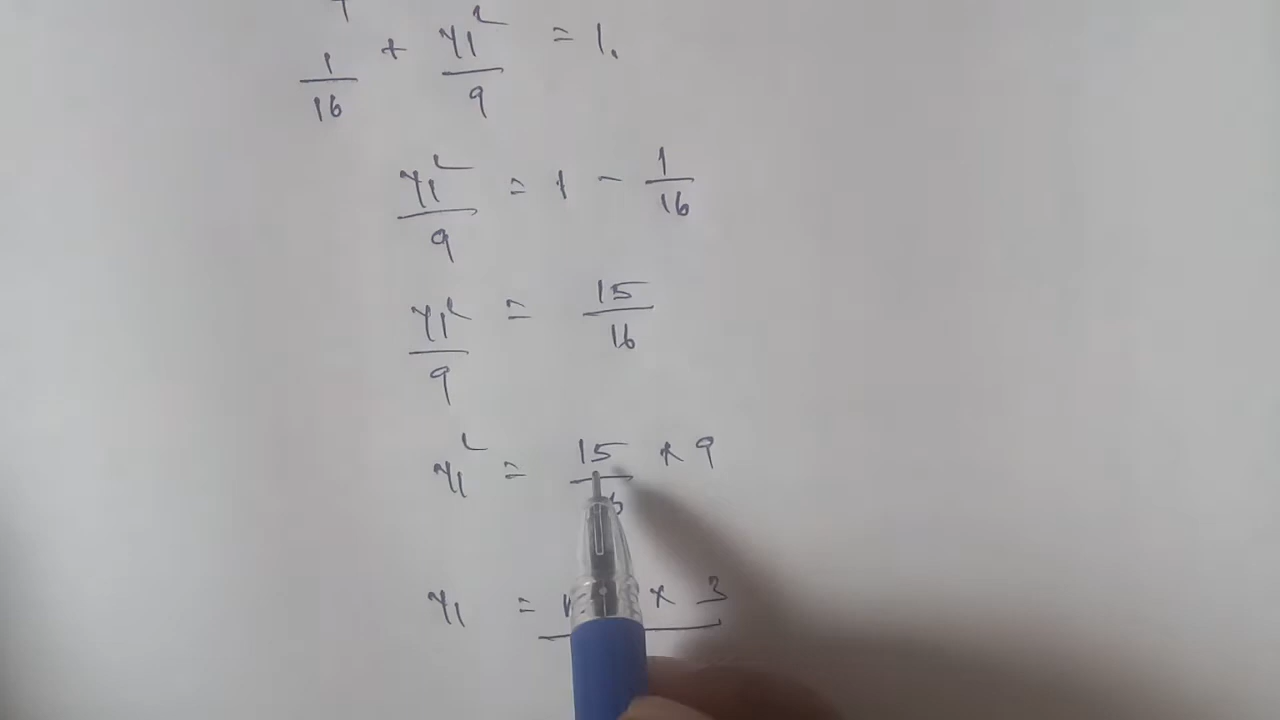 1/16 + y1²/9 = 1.
y1²/9 = 1 - 1/16
y1²/9 = 15/16
y1² = 15/ × 9
y1 = × 3